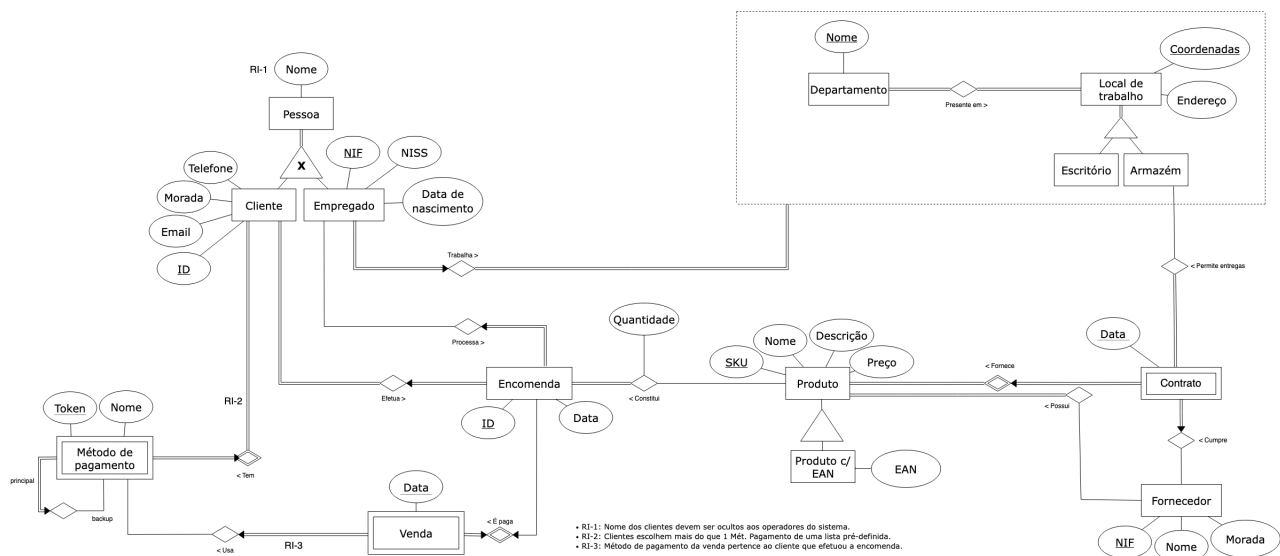 Nome
Coordenadas
RI-1
Nome
Departamento
Presente em >
Local de
trabalho
Endereço
Pessoa
X
NIF
NISS
Telefone
Escritório
Armazém
Morada
Cliente
Empregado
Data de
nascimento
Email
ID
Trabalha >
< Permite entregas
Quantidade
Nome
Descrição
Data
Processa >
SKU
Preço
< Fornece
Encomenda
Produto
Contrato
RI-2
Efetua >
< Constitui
< Possui
Token
Nome
ID
Data
< Cumpre
Método de
pagamento
Produto c/
EAN
EAN
principal
< Tem
backup
Data
Fornecedor
< É paga
Venda
RI-3
< Usa
NIF
Nome
Morada
• RI-1: Nome dos clientes devem ser ocultos aos operadores do sistema.
• RI-2: Clientes escolhem mais do que 1 Mét. Pagamento de uma lista pré-definida.
• RI-3: Método de pagamento da venda pertence ao cliente que efetuou a encomenda.